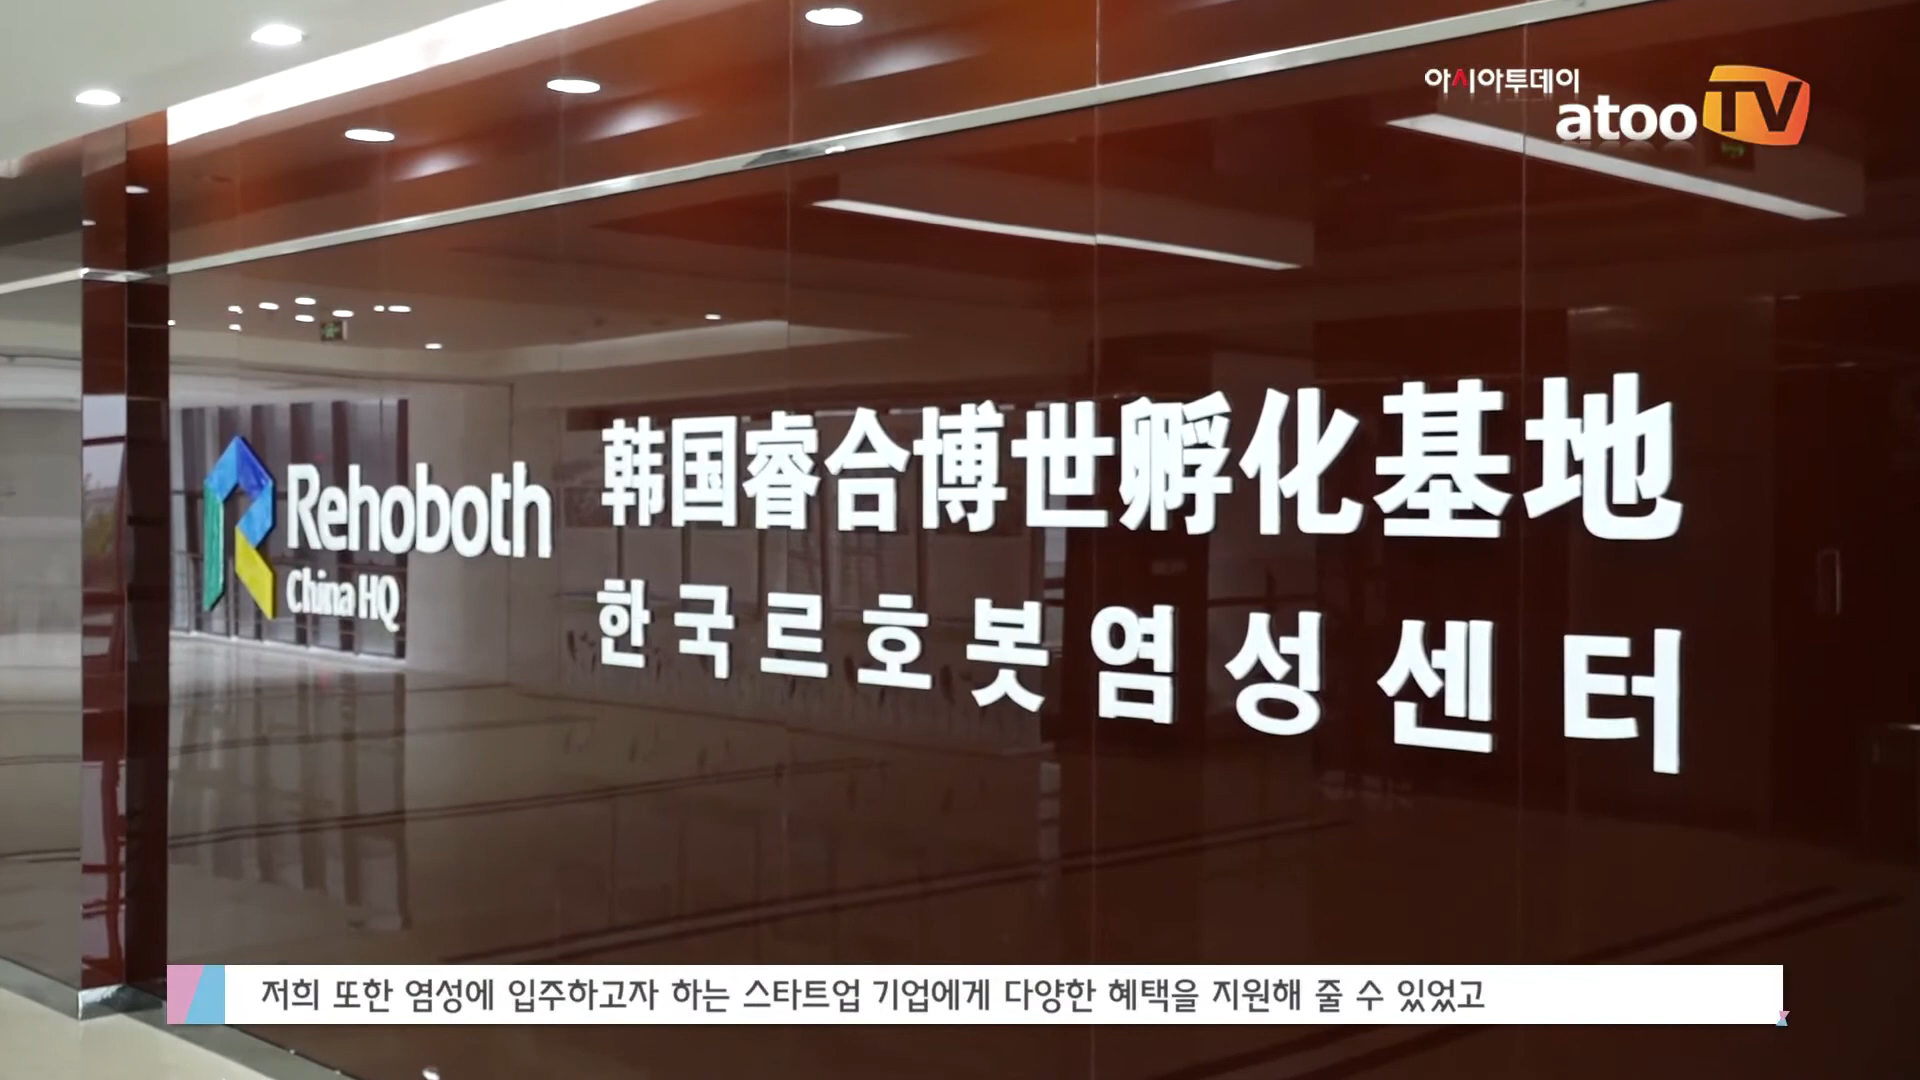 아시아투데이
atooTV
Rehoboth
China HQ
韩国睿合博世孵化基地
한국르호봇염성센터
저희 또한 염성에 입주하고자 하는 스타트업 기업에게 다양한 혜택을 지원해 줄 수 있었고